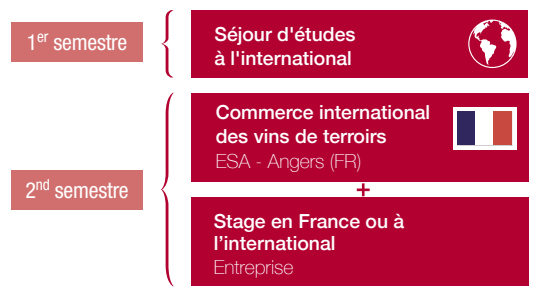 1er semestre
Séjour d'études
à l'international
Commerce international
des vins de terroirs
ESA - Angers (FR)
2nd semestre
+
Stage en France ou à
l'international
Entreprise